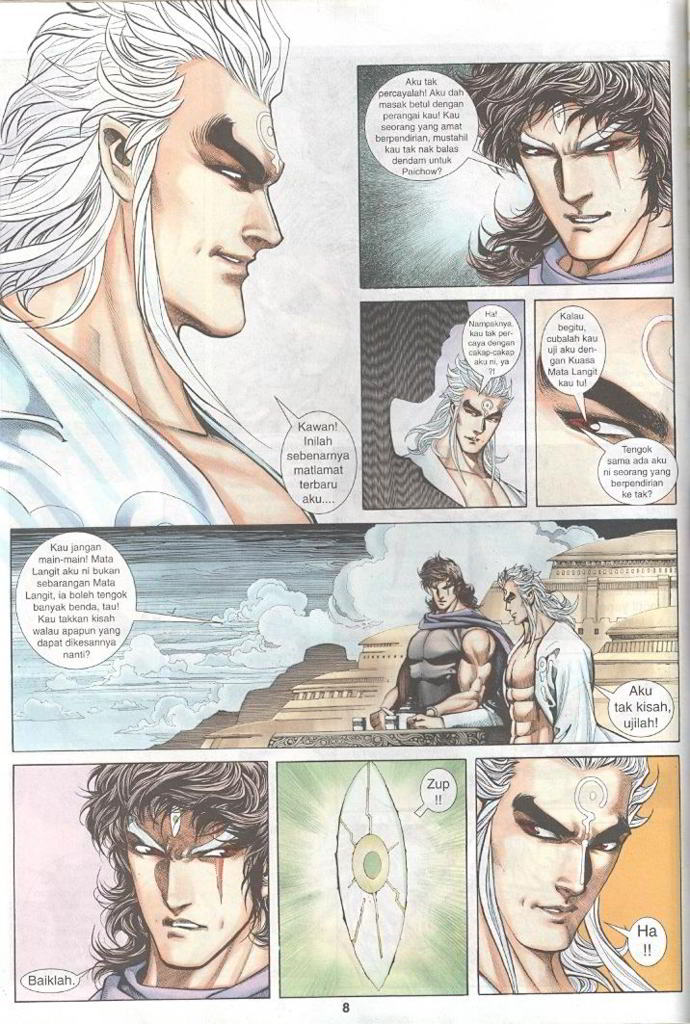 Kawan!
Inilah
sebenarnya
matlamat
terbaru
aku....
Aku tak
percayalah! Aku dah
masak betul dengan
perangai kau! Kau
seorang yang amat
berpendirian, mustahil
kau tak nak balas
dendam untuk
Paichow?
Ha!
Nampaknya,
kau tak per-
caya dengan
cakap-cakap
aku ni, ya
?!
Kalau
begitu,
cubalah kau
uji aku de-
ngan Kuasa
Mata Langit
kau tu!
Tengok
sama ada aku
ni seorang yang
berpendirian
ke tak?
Kau jangan
main-main! Mata
Langit aku ni bukan
sebarangan Mata
Langit, ia boleh tengok
banyak benda, tau!
Kau takkan kisah
walau apapun yang
dapat dikesannya
nanti?
Aku
tak kisah,
ujilah!
Baiklah.
Zup
!!
Ha
!!
8